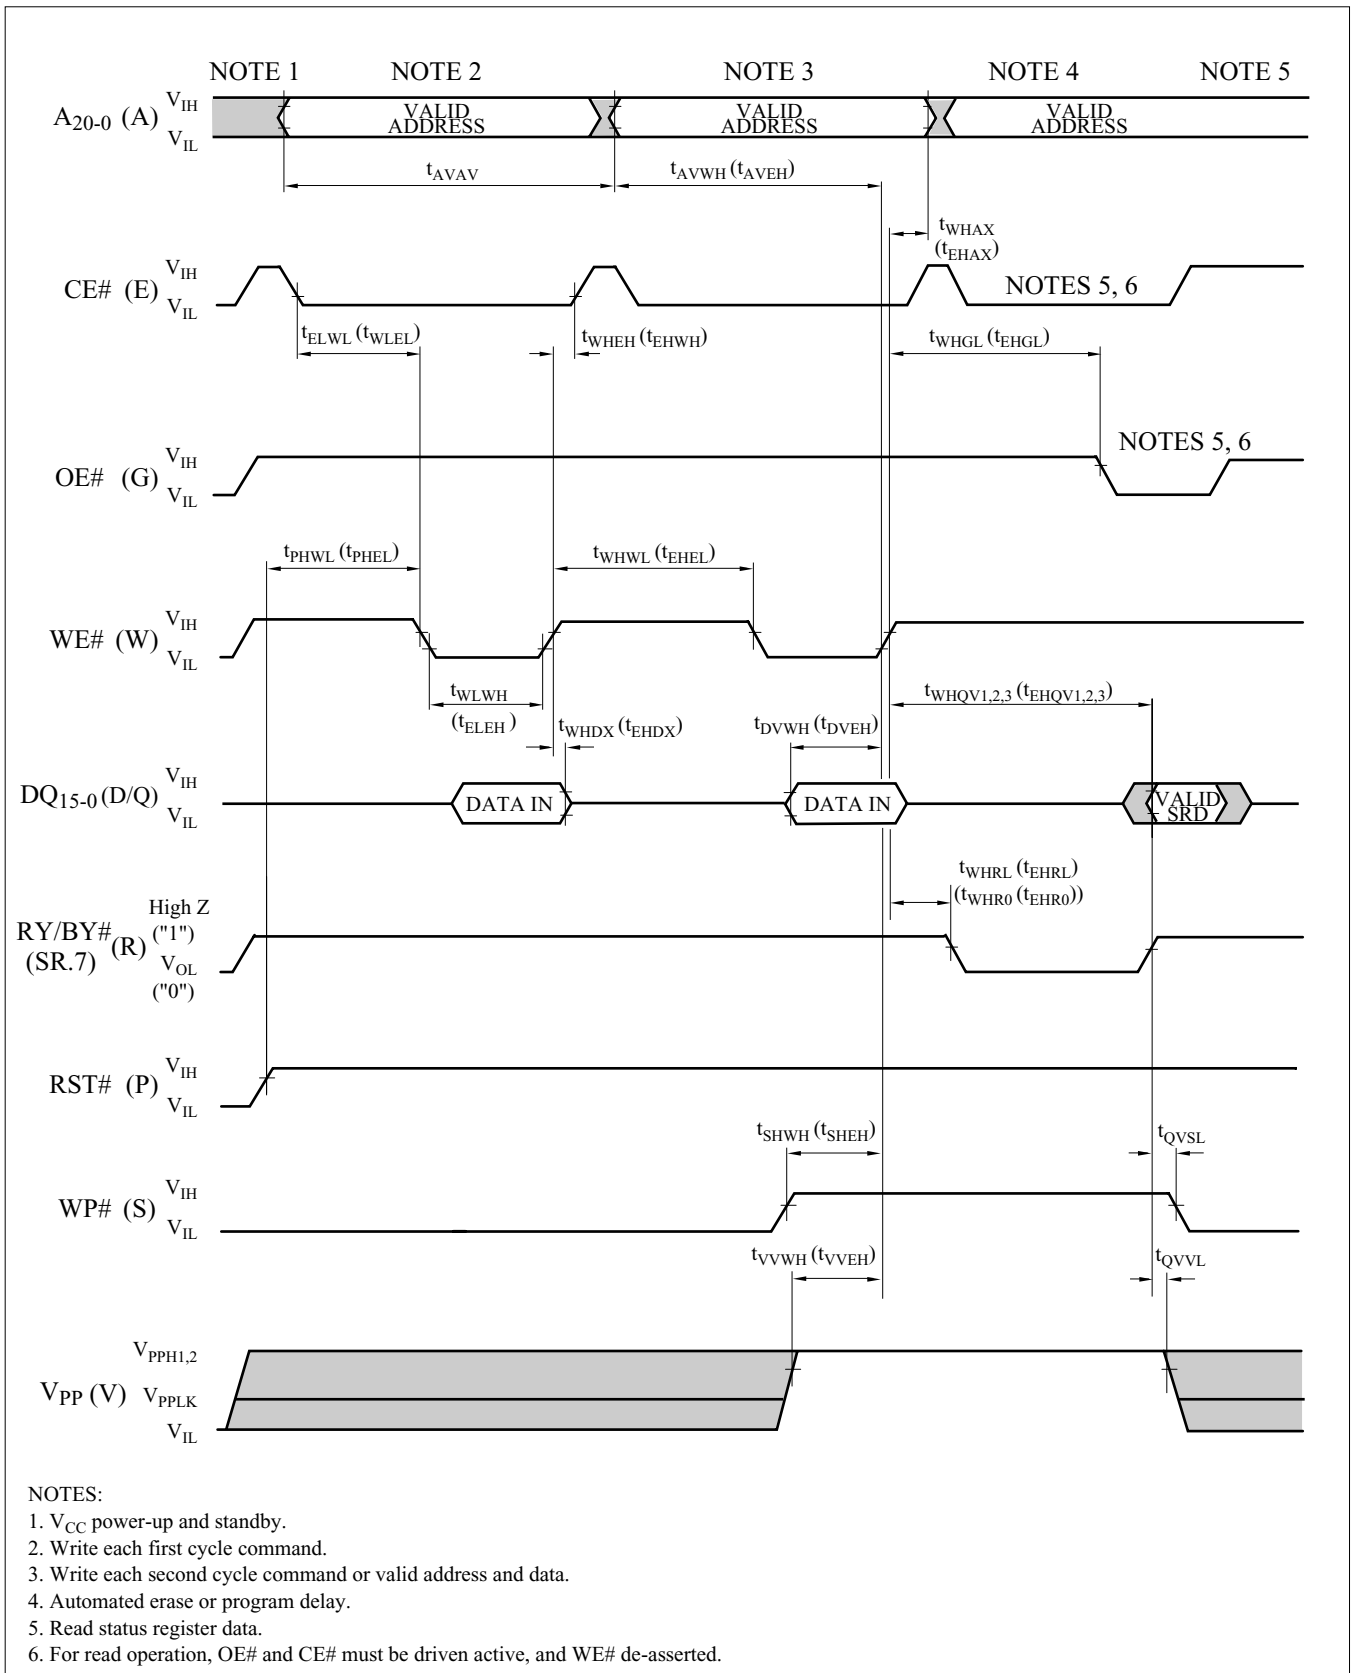 NOTE 1 NOTE 2 NOTE 3 NOTE 4 NOTE 5
A20-0 (A) VIH VIL
VALID ADDRESS
VALID ADDRESS
VALID ADDRESS
tAVAV
tAVWH (tAVEH)
tWHAX
(tEHAX)
CE# (E) VIH VIL
NOTES 5, 6
tELWL (tWLEL)
tWHEH (tEHWH)
tWHGL (tEHGL)
OE# (G) VIH VIL
NOTES 5, 6
tPHWL (tPHEL)
tWHWL (tEHEL)
WE# (W) VIH VIL
tWLWH
(tELEH)
tWHDX (tEHDX)
tDVWH (tDVEH)
tWHQV1,2,3 (tEHQV1,2,3)
DQ15-0 (D/Q) VIH VIL
DATA IN
DATA IN
VALID SRD
tWHRL (tEHRL)
(tWHR0 (tEHR0))
RY/BY# (R)
(SR.7)
High Z
("1")
VOL
("0")
RST# (P) VIH VIL
tSHWH (tSHEH)
tQVSL
WP# (S) VIH VIL
tVVWH (tVVEH)
tQVVL
VPP (V) VPPH1,2 VPPLK VIL
NOTES:
1. VCC power-up and standby.
2. Write each first cycle command.
3. Write each second cycle command or valid address and data.
4. Automated erase or program delay.
5. Read status register data.
6. For read operation, OE# and CE# must be driven active, and WE# de-asserted.